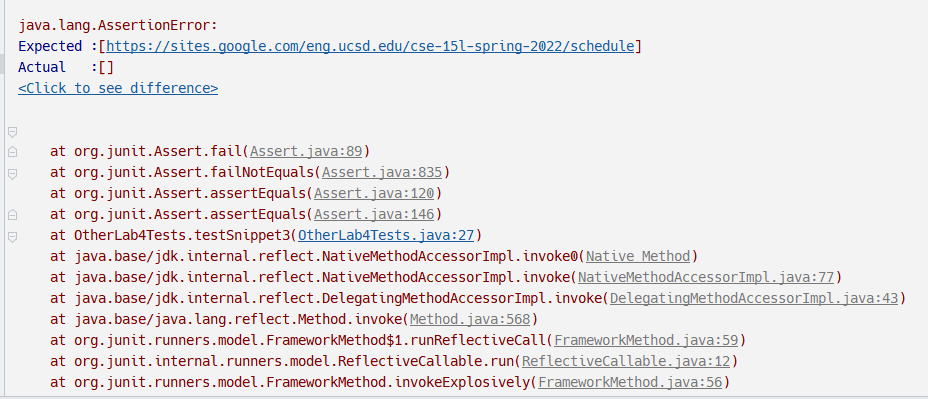 java.lang.AssertionError:
Expected :[https://sites.google.com/eng.ucsd.edu/cse-15l-spring-2022/schedule]
Actual   :[]
<Click to see difference>
at org.junit.Assert.fail(Assert.java:89)
at org.junit.Assert.failNotEquals(Assert.java:835)
at org.junit.Assert.assertEquals(Assert.java:120)
at org.junit.Assert.assertEquals(Assert.java:146)
at OtherLab4Tests.testSnippet3(OtherLab4Tests.java:27)
at java.base/jdk.internal.reflect.NativeMethodAccessorImpl.invoke0(Native Method)
at java.base/jdk.internal.reflect.NativeMethodAccessorImpl.invoke(NativeMethodAccessorImpl.java:77)
at java.base/jdk.internal.reflect.DelegatingMethodAccessorImpl.invoke(DelegatingMethodAccessorImpl.java:43)
at java.base/java.lang.reflect.Method.invoke(Method.java:568)
at org.junit.runners.model.FrameworkMethod$1.runReflectiveCall(FrameworkMethod.java:59)
at org.junit.internal.runners.model.ReflectiveCallable.run(ReflectiveCallable.java:12)
at org.junit.runners.model.FrameworkMethod.invokeExplosively(FrameworkMethod.java:56)